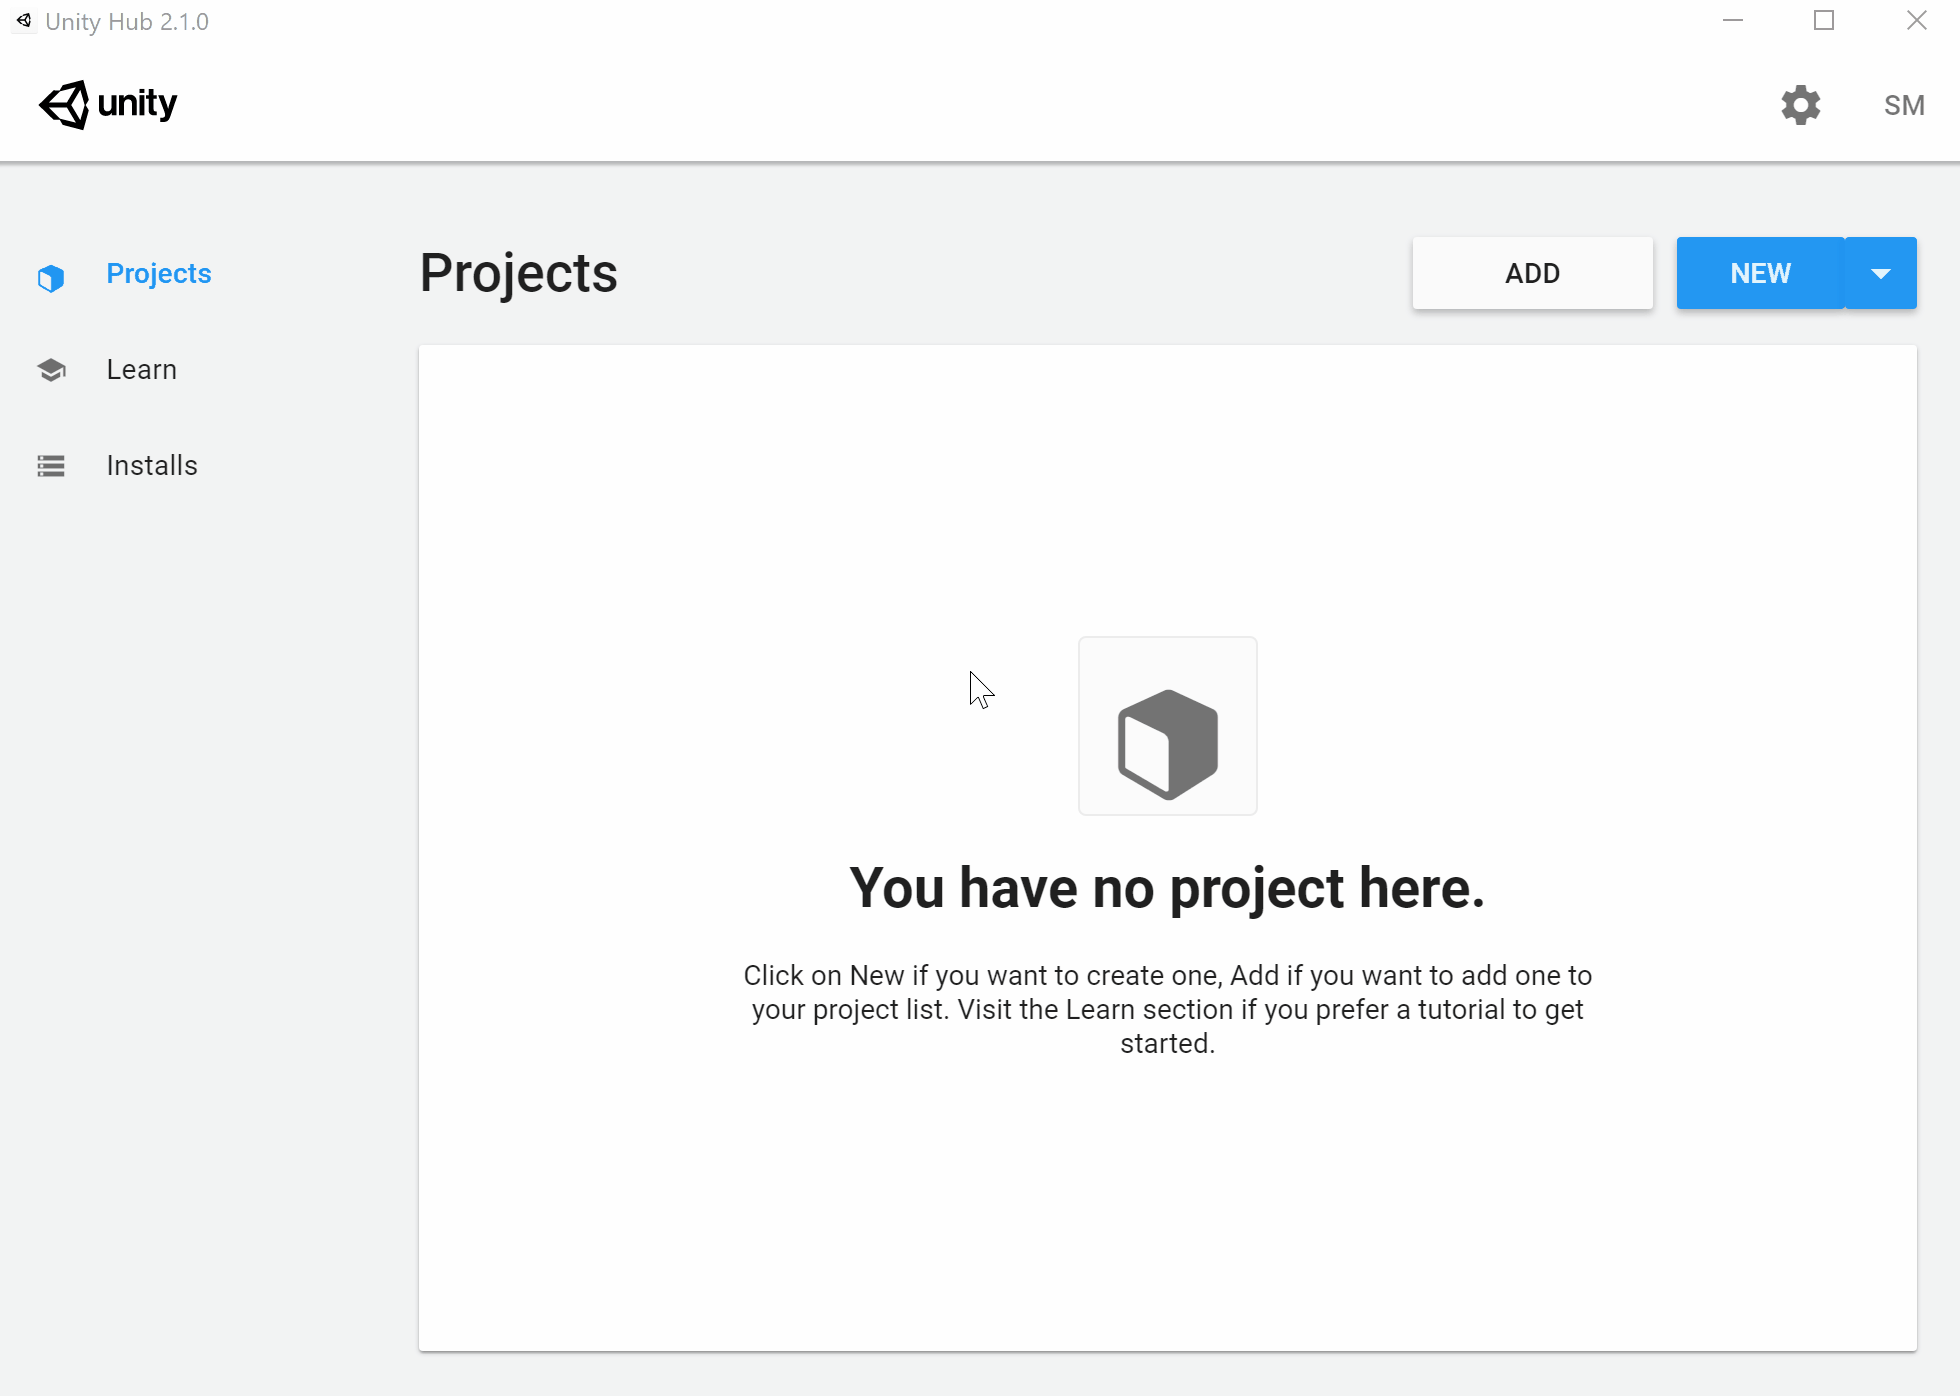 Unity Hub 2.1.0
unity
SM
Projects
Learn
Installs
Projects
ADD
NEW
You have no project here.
Click on New if you want to create one, Add if you want to add one to
your project list. Visit the Learn section if you prefer a tutorial to get
started.